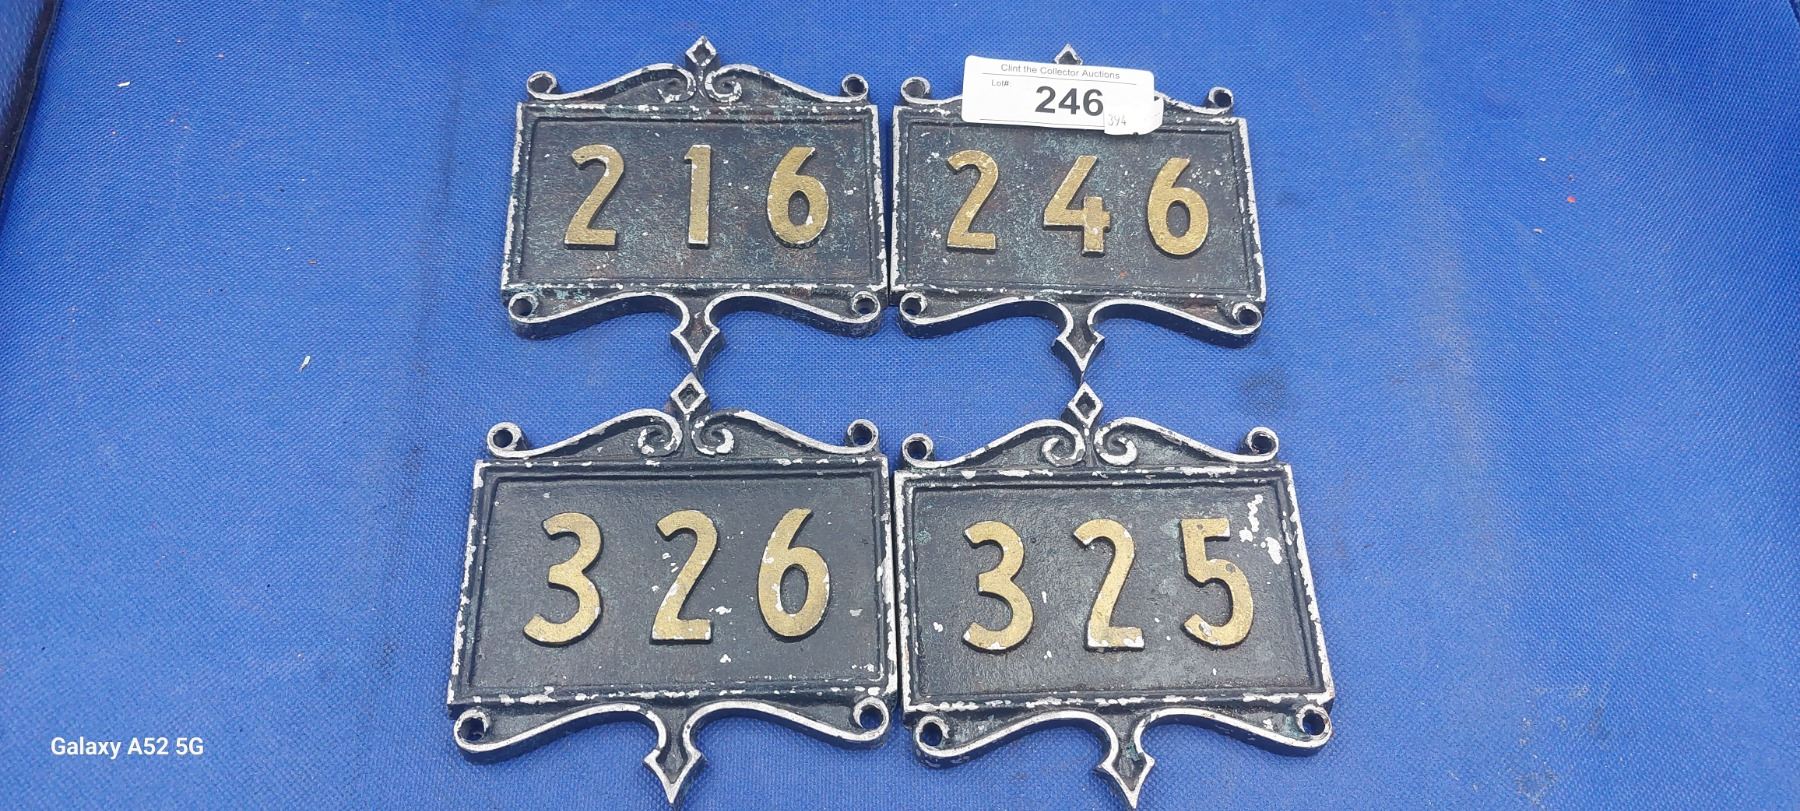 Clint the Collector Auctions
Lot# 246
394
216
246
326
325
Galaxy A52 5G